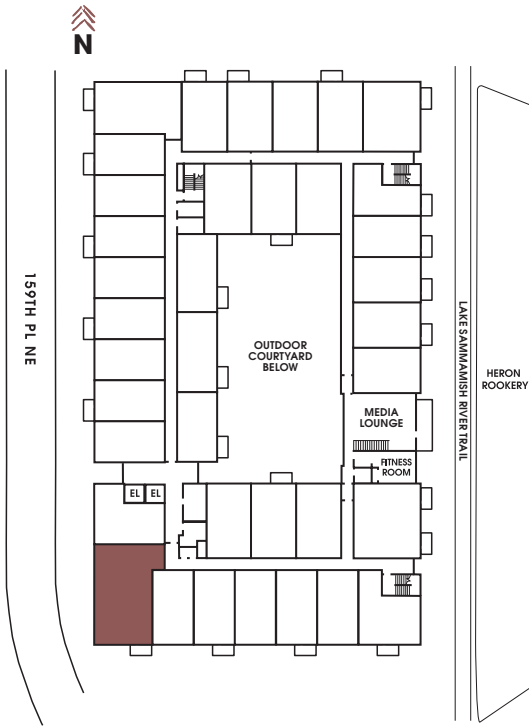 N
159TH PL NE
OUTDOOR
COURTYARD
BELOW
MEDIA
LOUNGE
FITNESS
ROOM
LAKE SAMMAMISH RIVER TRAIL
HERON
ROOKERY
EL EL